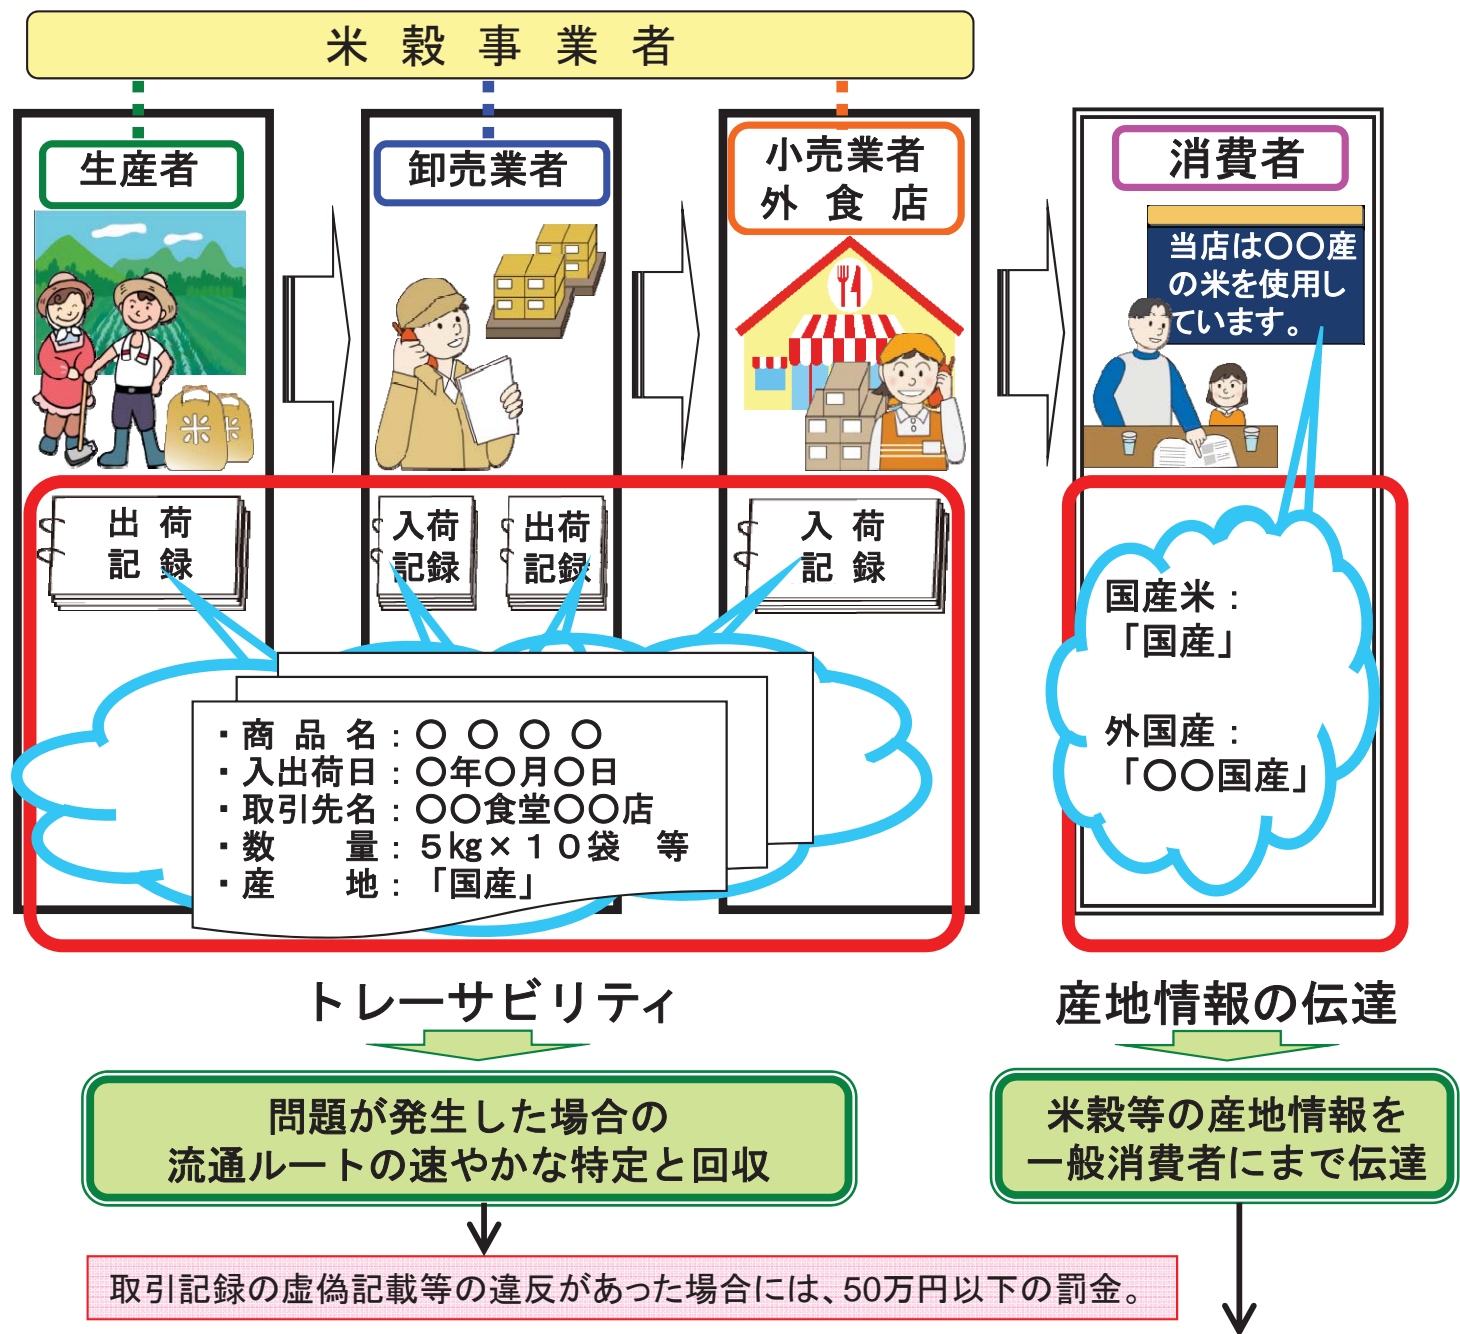 米穀事業者
生産者
卸売業者
小売業者
外食店
消費者
当店は〇〇産
の米を使用し
ています。
米
米
出荷
記録
入荷
記録
出荷
記録
入荷
記録
・商品名：〇〇〇〇
・入出荷日：〇年〇月〇日
・取引先名：〇〇食堂〇〇店
・数量：５㎏×１０袋　等
・産地：「国産」
国産米：
「国産」
外国産：
「〇〇国産」
トレーサビリティ
産地情報の伝達
問題が発生した場合の
流通ルートの速やかな特定と回収
米穀等の産地情報を
一般消費者にまで伝達
取引記録の虚偽記載等の違反があった場合には、50万円以下の罰金。